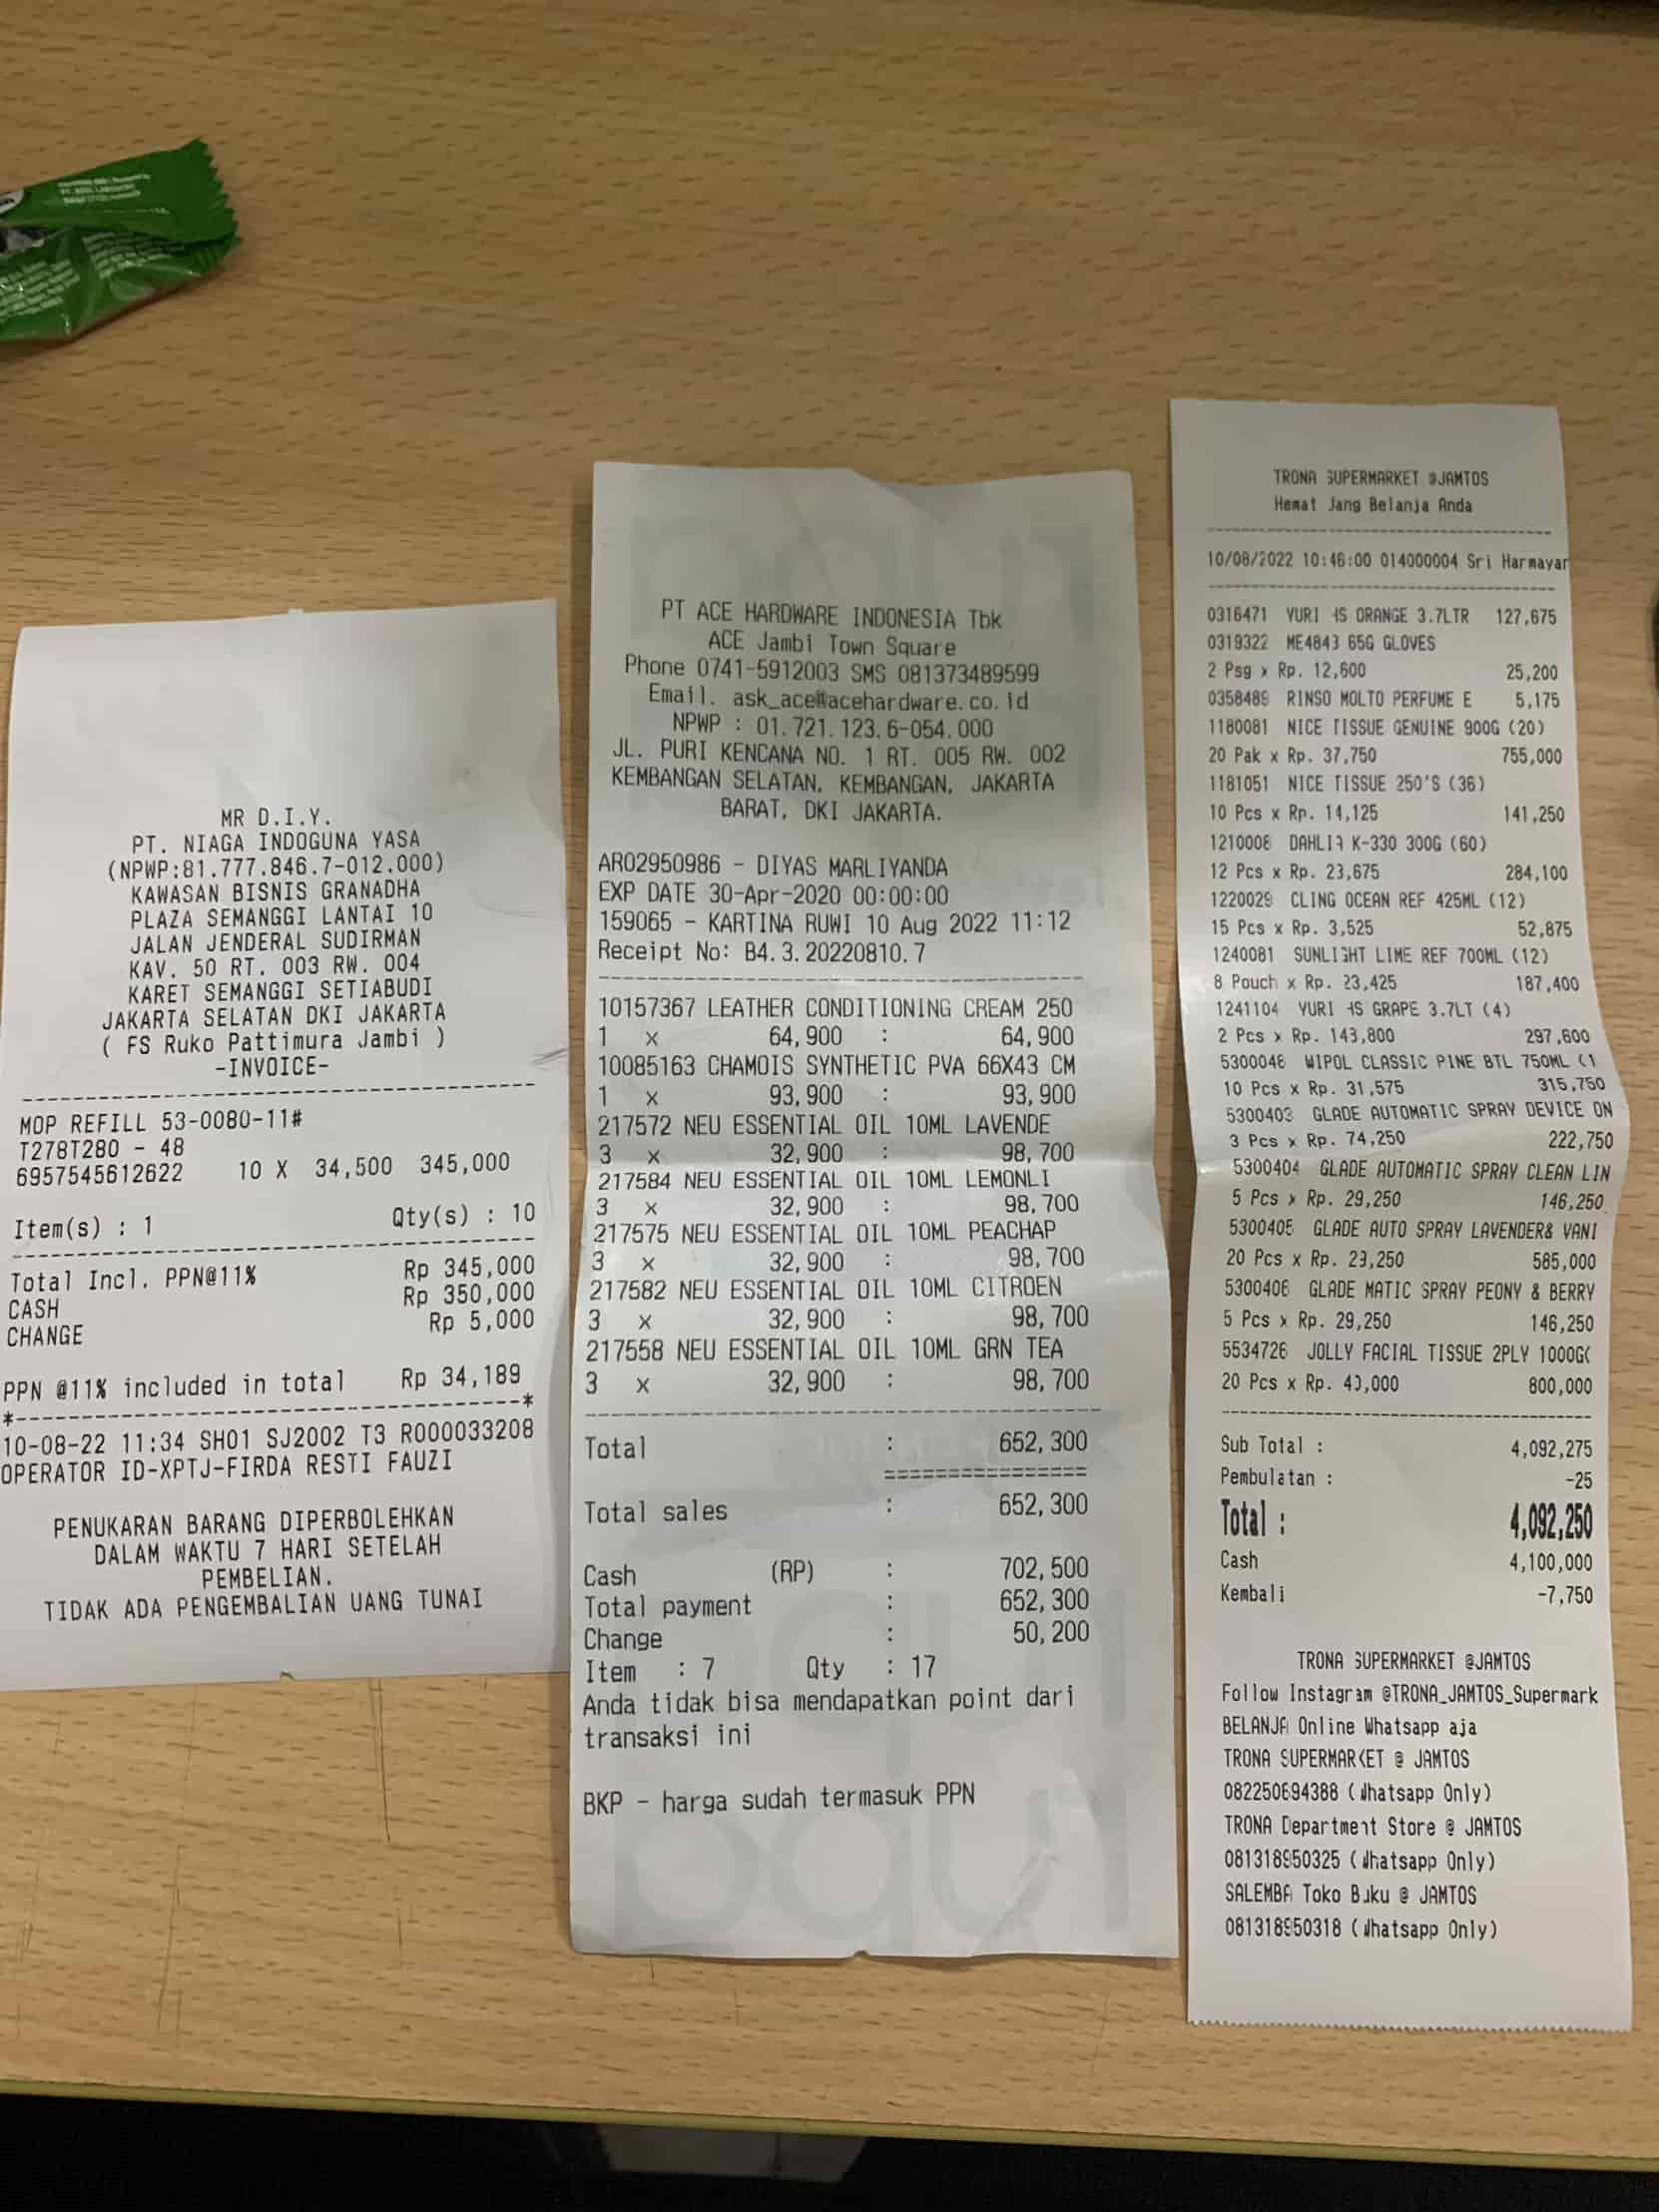 MR D.I.Y.
PT. NIAGA INDOGUNA YASA
(NPWP:81.777.846.7-012.000)
KAWASAN BISNIS GRANADHA
PLAZA SEMANGGI LANTAI 10
JALAN JENDERAL SUDIRMAN
KAV. 50 RT. 003 RW. 004
KARET SEMANGGI SETIABUDI
JAKARTA SELATAN DKI JAKARTA
( FS Ruko Pattimura Jambi )
-INVOICE-
MOP REFILL 53-0080-11#
T278T280 - 48
6957545612622 10 X 34,500 345,000
Item(s) : 1 Qty(s) : 10
Total Incl. PPN@11% Rp 345,000
CASH Rp 350,000
CHANGE Rp 5,000
PPN @11% included in total Rp 34,189
10-08-22 11:34 SH01 SJ2002 T3 R000033208
OPERATOR ID-XPTJ-FIRDA RESTI FAUZI
PENUKARAN BARANG DIPERBOLEHKAN
DALAM WAKTU 7 HARI SETELAH
PEMBELIAN.
TIDAK ADA PENGEMBALIAN UANG TUNAI
PT ACE HARDWARE INDONESIA Tbk
ACE Jambi Town Square
Phone 0741-5912003 SMS 081373489599
Email. ask_ace@acehardware.co.id
NPWP : 01.721.123.6-054.000
JL. PURI KENCANA NO. 1 RT. 005 RW. 002
KEMBANGAN SELATAN, KEMBANGAN, JAKARTA
BARAT, DKI JAKARTA.
AR02950986 - DIYAS MARLIYANDA
EXP DATE 30-Apr-2020 00:00:00
159065 - KARTINA RUWI 10 Aug 2022 11:12
Receipt No: B4.3.20220810.7
10157367 LEATHER CONDITIONING CREAM 250
1 x 64,900 : 64,900
10085163 CHAMOIS SYNTHETIC PVA 66X43 CM
1 x 93,900 : 93,900
217572 NEU ESSENTIAL OIL 10ML LAVENDE
3 x 32,900 : 98,700
217584 NEU ESSENTIAL OIL 10ML LEMONLI
3 x 32,900 : 98,700
217575 NEU ESSENTIAL OIL 10ML PEACHAP
3 x 32,900 : 98,700
217582 NEU ESSENTIAL OIL 10ML CITROEN
3 x 32,900 : 98,700
217558 NEU ESSENTIAL OIL 10ML GRN TEA
3 x 32,900 : 98,700
Total : 652,300
Total sales : 652,300
Cash (RP) : 702,500
Total payment : 652,300
Change : 50,200
Item : 7 Qty : 17
Anda tidak bisa mendapatkan point dari
transaksi ini
BKP - harga sudah termasuk PPN
TRONA SUPERMARKET @JAMTOS
Hemat Uang Belanja Anda
10/08/2022 10:46:00 014000004 Sri Harmayan
0316471 YURI HS ORANGE 3.7LTR 127,675
0319322 ME4843 65G GLOVES
2 Psg x Rp. 12,600 25,200
0358489 RINSO MOLTO PERFUME E 5,175
1180081 NICE TISSUE GENUINE 900G (20)
20 Pak x Rp. 37,750 755,000
1181051 NICE TISSUE 250'S (36)
10 Pcs x Rp. 14,125 141,250
1210008 DAHLIA K-330 300G (60)
12 Pcs x Rp. 23,675 284,100
1220029 CLING OCEAN REF 425ML (12)
15 Pcs x Rp. 3,525 52,875
1240081 SUNLIGHT LIME REF 700ML (12)
8 Pouch x Rp. 23,425 187,400
1241104 YURI HS GRAPE 3.7LT (4)
2 Pcs x Rp. 148,800 297,600
5300048 WIPOL CLASSIC PINE BTL 750ML (1
10 Pcs x Rp. 31,575 315,750
5300403 GLADE AUTOMATIC SPRAY DEVICE ON
3 Pcs x Rp. 74,250 222,750
5300404 GLADE AUTOMATIC SPRAY CLEAN LIN
5 Pcs x Rp. 29,250 146,250
5300405 GLADE AUTO SPRAY LAVENDER& VANI
20 Pcs x Rp. 29,250 585,000
5300406 GLADE MATIC SPRAY PEONY & BERRY
5 Pcs x Rp. 29,250 146,250
5534726 JOLLY FACIAL TISSUE 2PLY 1000G(
20 Pcs x Rp. 40,000 800,000
Sub Total : 4,092,275
Pembulatan : -25
Total : 4,092,250
Cash 4,100,000
Kembali -7,750
TRONA SUPERMARKET @JAMTOS
Follow Instagram @TRONA_JAMTOS_Supermark
BELANJA Online Whatsapp aja
TRONA SUPERMARKET @ JAMTOS
082250694388 (Whatsapp Only)
TRONA Department Store @ JAMTOS
081318950325 (Whatsapp Only)
SALEMBA Toko Buku @ JAMTOS
081318950318 (Whatsapp Only)